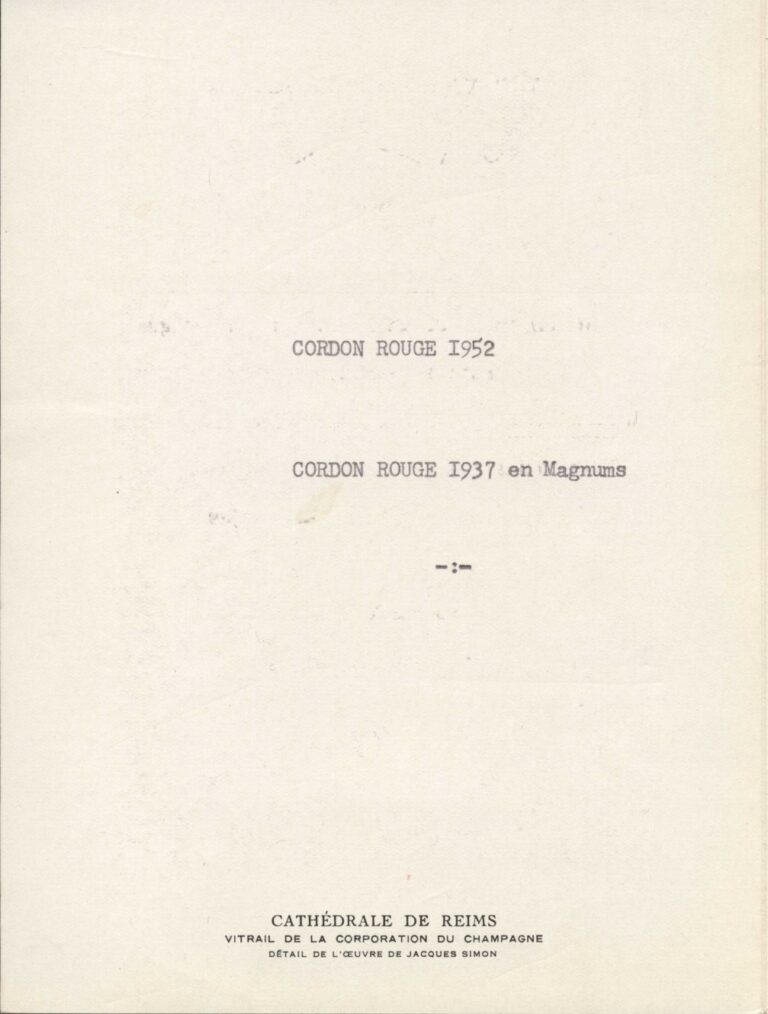 CORDON ROUGE I952
CORDON ROUGE I937 en Magnums
-:-
CATHÉDRALE DE REIMS
VITRAIL DE LA CORPORATION DU CHAMPAGNE
DÉTAIL DE L'ŒUVRE DE JACQUES SIMON